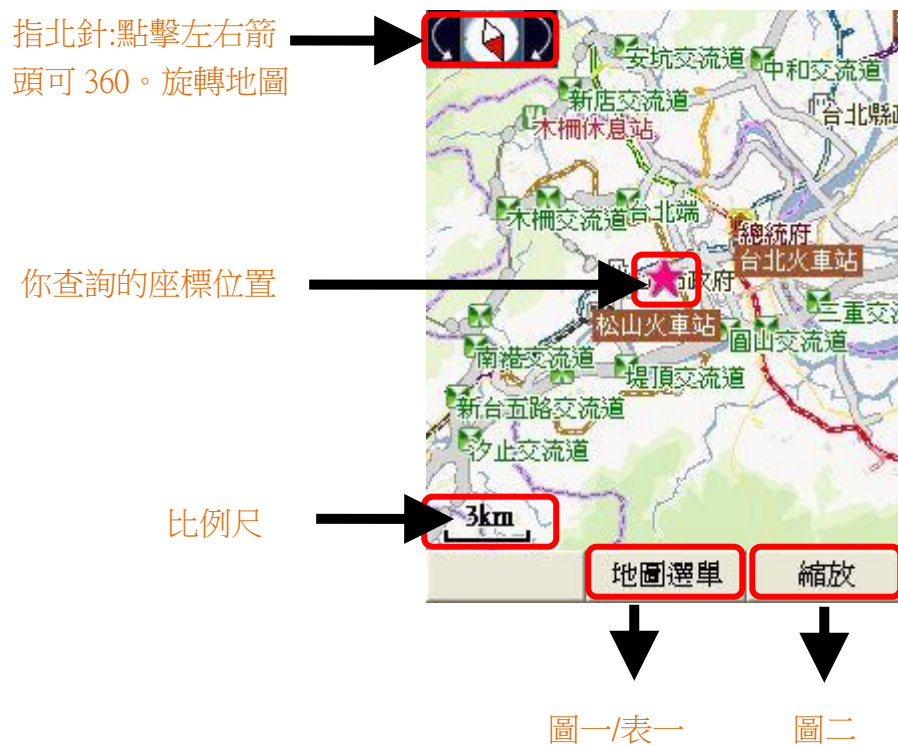 指北針:點擊左右箭
頭可 360。旋轉地圖
安坑交流道
中和交流道
新店交流道
木柵休息站
木柵交流道
台北端
總統府
台北火車站
你查詢的座標位置
政府
松山火車站
三重交
圓山交流道
南港交流道
堤頂交流道
新台五路交流道
汐止交流道
比例尺
3km
地圖選單
縮放
圖一/表一
圖二